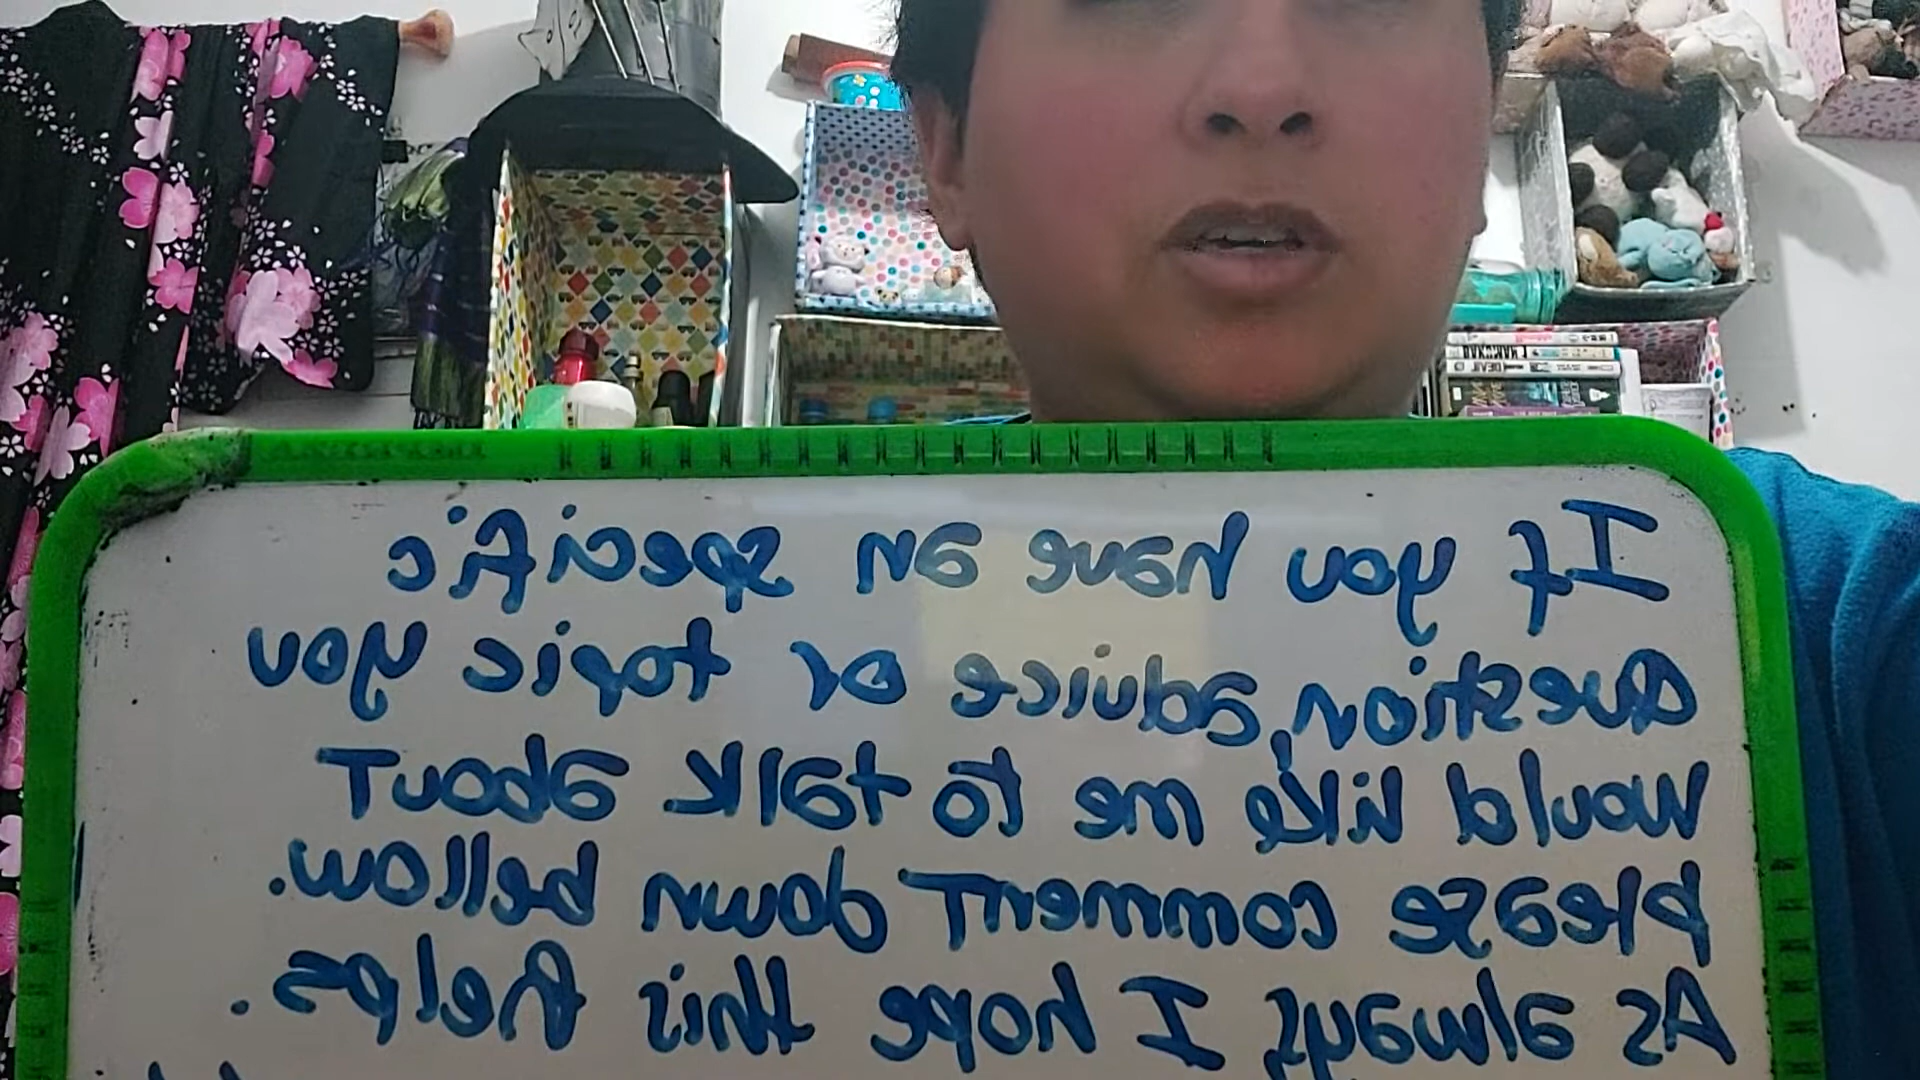 If you have an specific
Question, advice or topic you
Would like me to talk about
please comment down bellow.
As always, I hope this helps.